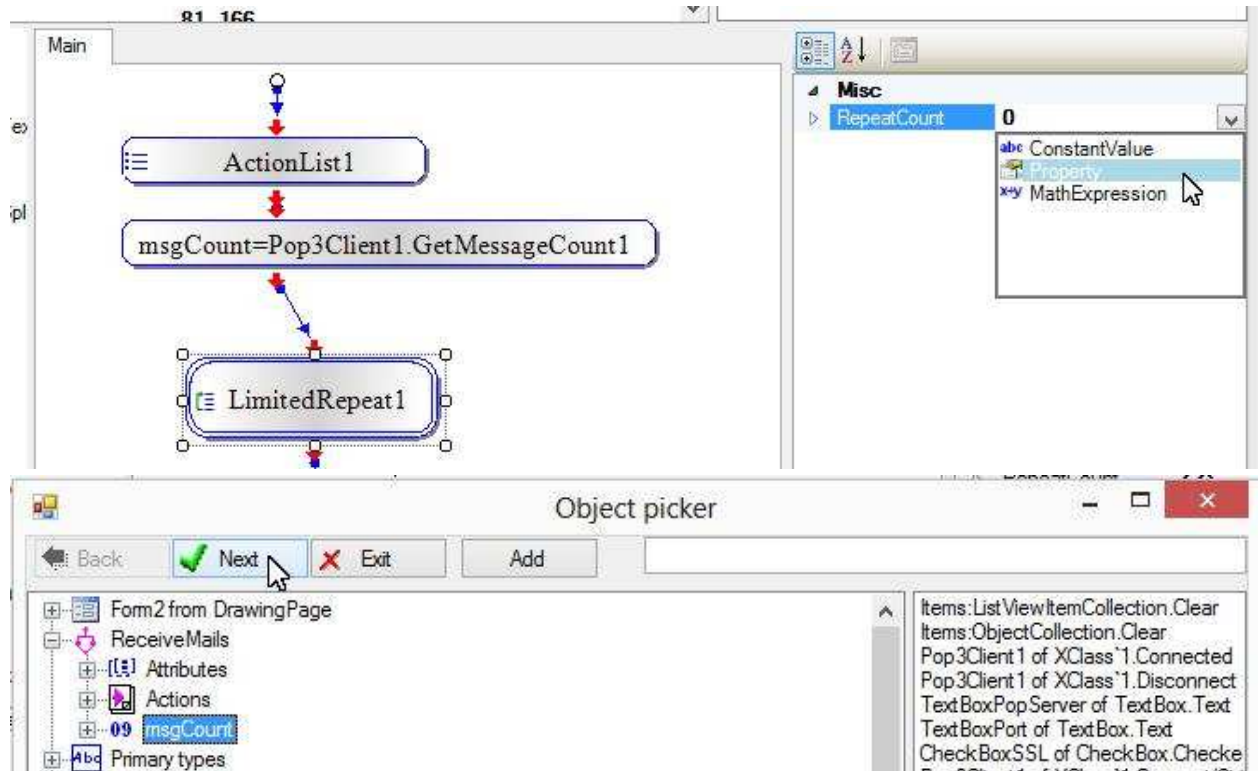 81, 166
Main
ActionList1
msgCount=Pop3Client1.GetMessageCount1
LimitedRepeat1
Misc
RepeatCount 0
abc ConstantValue
Property
x+y MathExpression
Object picker
Back Next Exit Add
Form2 from DrawingPage
ReceiveMails
Attributes
Actions
09 msgCount
Abc Primary types
Items:ListViewItemCollection.Clear
Items:ObjectCollection.Clear
Pop3Client1 of XClass`1.Connected
Pop3Client1 of XClass`1.Disconnect
TextBoxPopServer of TextBox.Text
TextBoxPort of TextBox.Text
CheckBoxSSL of CheckBox.Checke